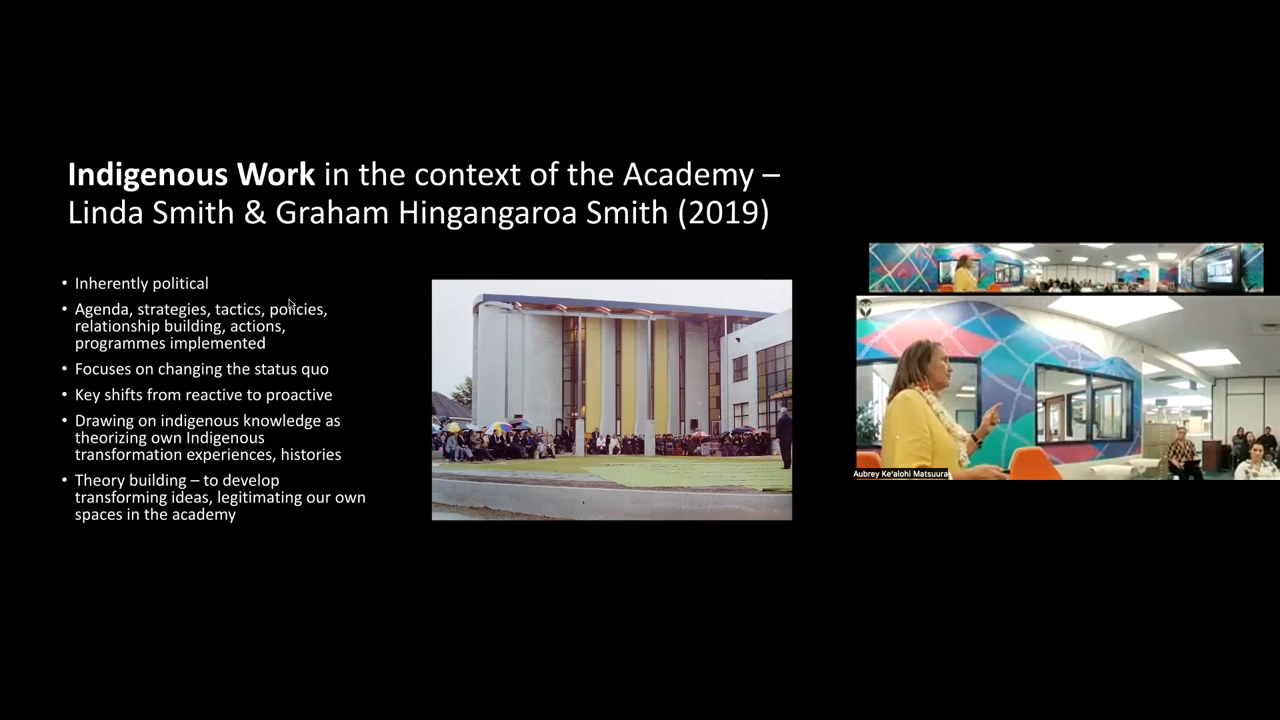 Indigenous Work in the context of the Academy –
Linda Smith & Graham Hingangaroa Smith (2019)
• Inherently political
• Agenda, strategies, tactics, policies,
relationship building, actions,
programmes implemented
• Focuses on changing the status quo
• Key shifts from reactive to proactive
• Drawing on indigenous knowledge as
theorizing own Indigenous
transformation experiences, histories
• Theory building – to develop
transforming ideas, legitimating our own
spaces in the academy
Aubrey Keʻalohi Matsuura